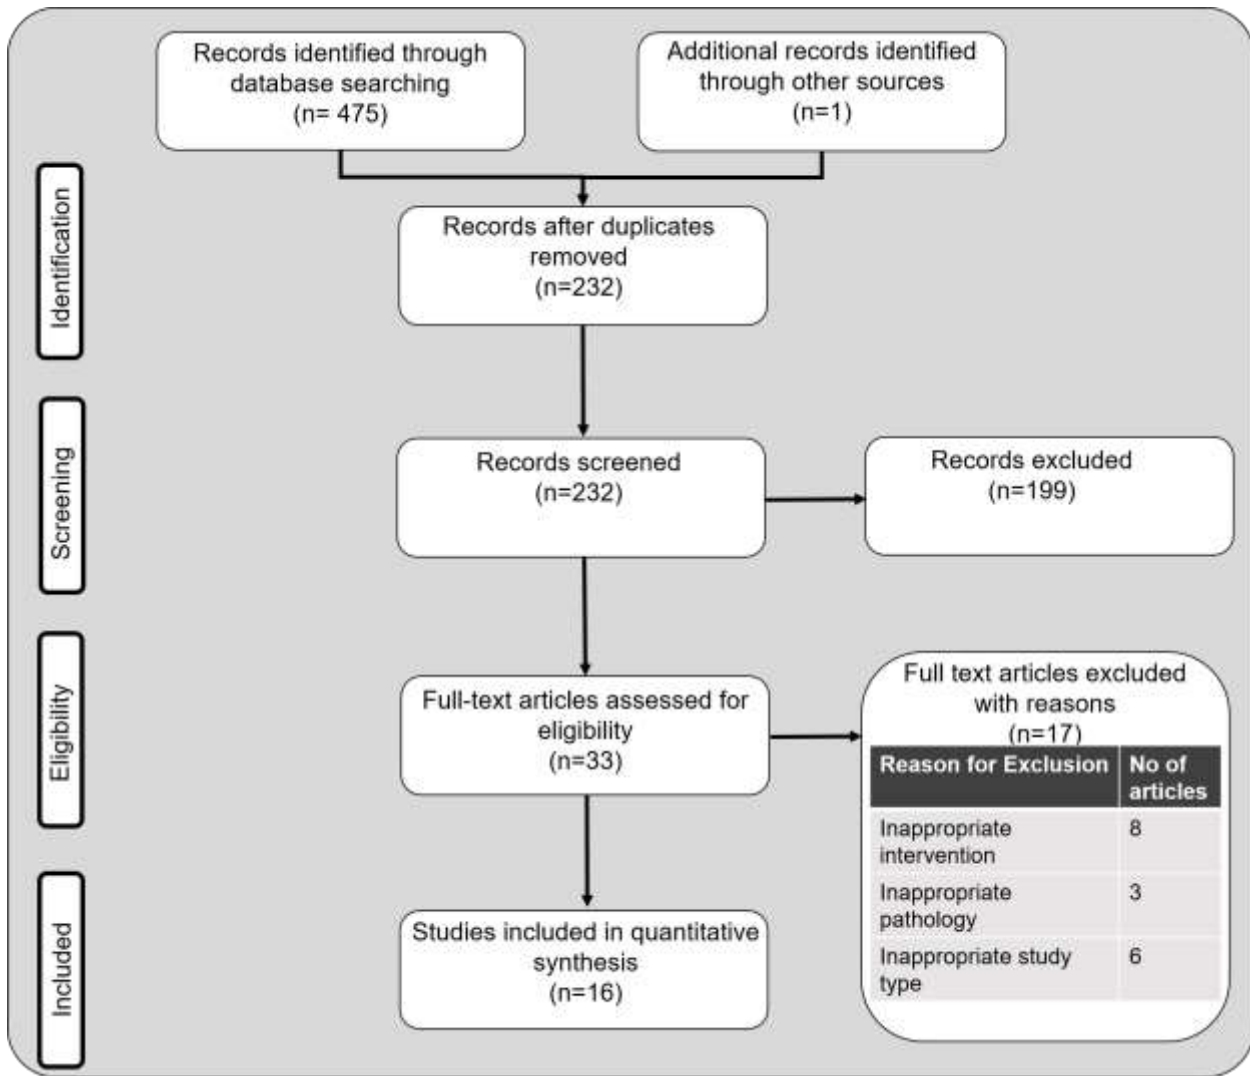 Records identified through
database searching
(n= 475)
Additional records identified
through other sources
(n=1)
Identification
Records after duplicates
removed
(n=232)
Screening
Records screened
(n=232)
Records excluded
(n=199)
Eligibility
Full-text articles assessed for
eligibility
(n=33)
Full text articles excluded
with reasons
(n=17)
Reason for Exclusion No of
articles
Inappropriate 8
intervention
Inappropriate 3
pathology
Inappropriate study 6
type
Included
Studies included in quantitative
synthesis
(n=16)